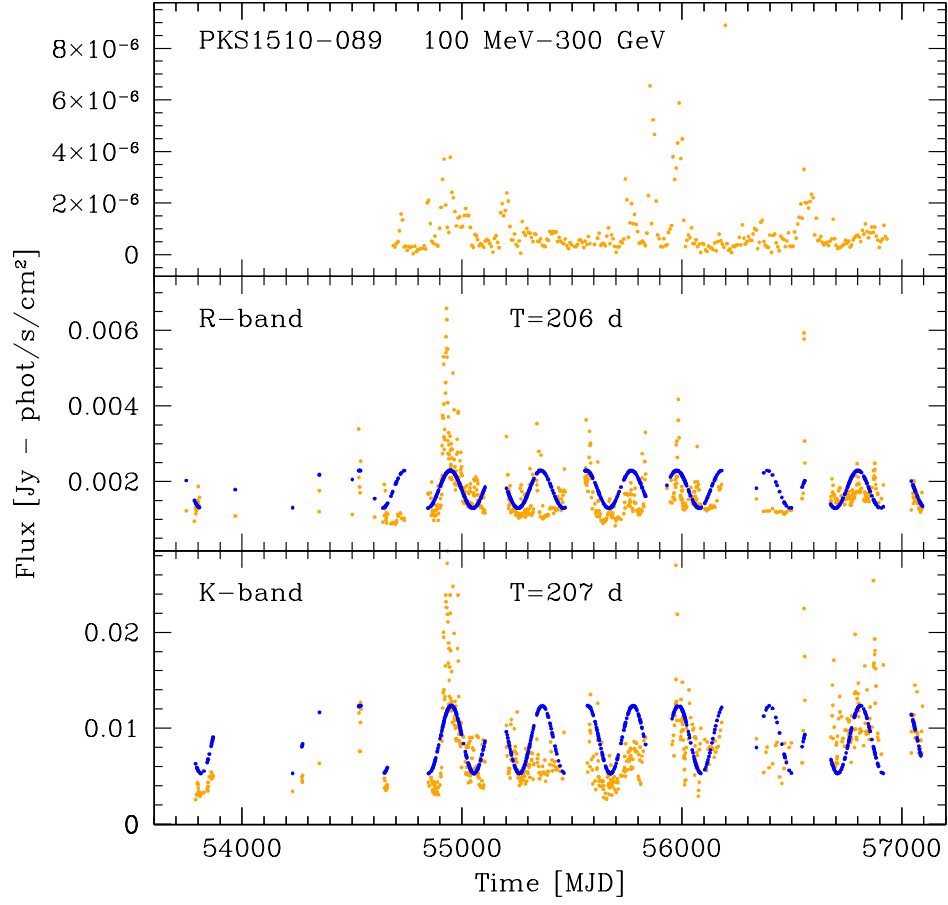 PKS1510-089 100 MeV-300 GeV
8×10⁻⁶
6×10⁻⁶
4×10⁻⁶
2×10⁻⁶
0
R-band T=206 d
0.006
0.004
0.002
K-band T=207 d
0.02
0.01
0
Flux [Jy - phot/s/cm²]
54000 55000 56000 57000
Time [MJD]